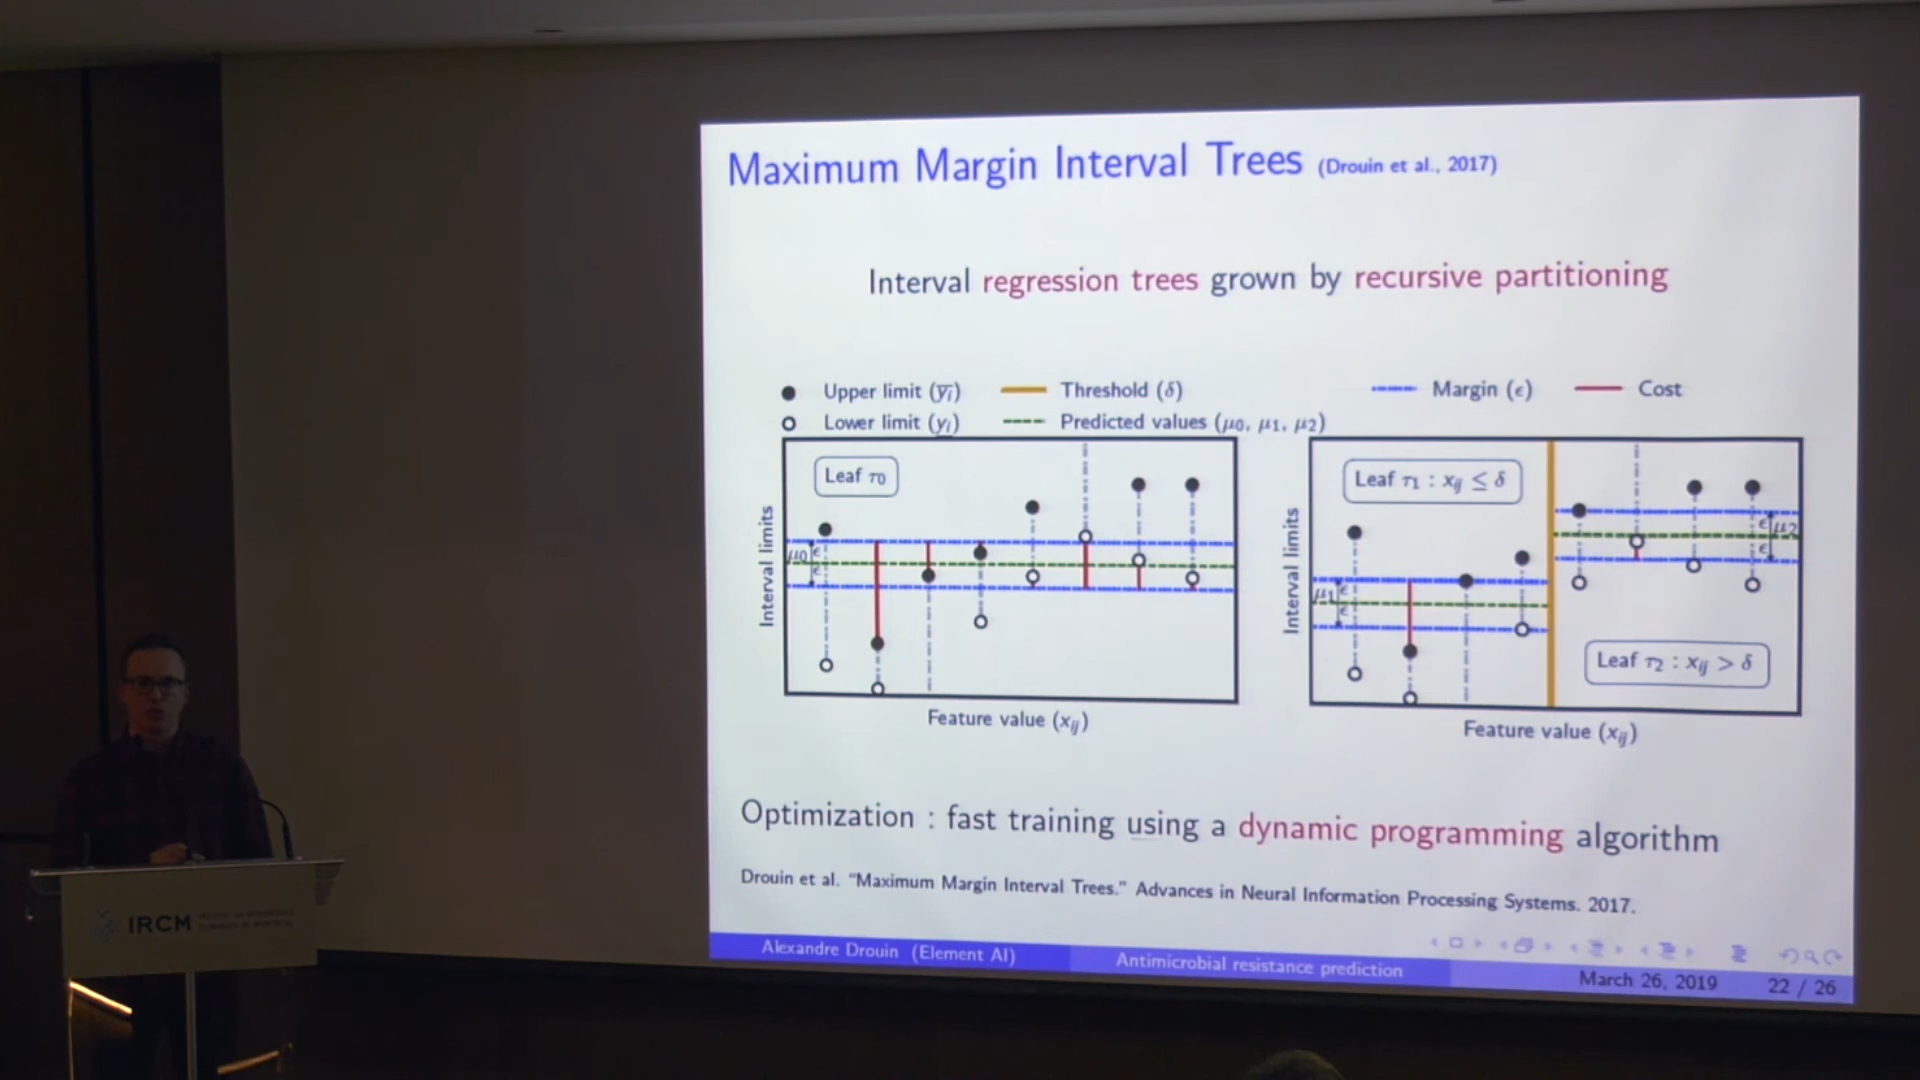 Maximum Margin Interval Trees (Drouin et al., 2017)
Interval regression trees grown by recursive partitioning
Upper limit (y̅i) Threshold (δ) Margin (ϵ) Cost
Lower limit (y̲i) Predicted values (μ0, μ1, μ2)
Leaf τ0
Interval limits
μ0
ϵ
ϵ
Feature value (xij)
Leaf τ1 : xij ≤ δ
Interval limits
μ1
ϵ
ϵ
ϵ
μ2
ϵ
Leaf τ2 : xij > δ
Feature value (xij)
Optimization : fast training using a dynamic programming algorithm
Drouin et al. “Maximum Margin Interval Trees.” Advances in Neural Information Processing Systems. 2017.
Alexandre Drouin (Element AI) Antimicrobial resistance prediction March 26, 2019 22 / 26
IRCM